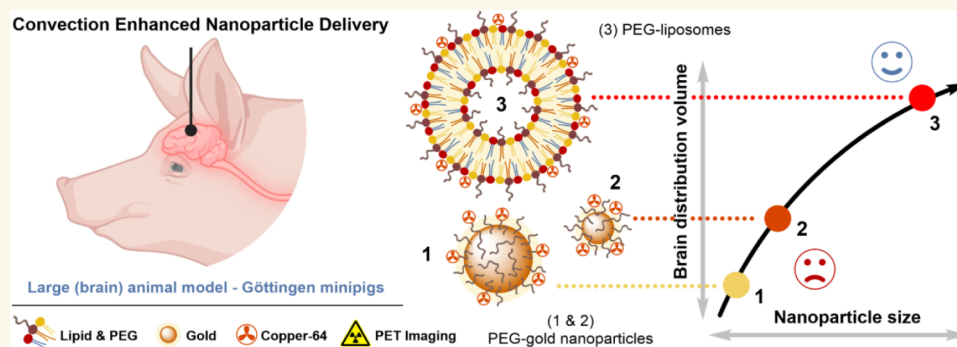 Convection Enhanced Nanoparticle Delivery
Large (brain) animal model - Göttingen minipigs
Lipid & PEG
Gold
Copper-64
PET Imaging
(3) PEG-liposomes
3
2
1
(1 & 2)
PEG-gold nanoparticles
Brain distribution volume
3
2
1
Nanoparticle size